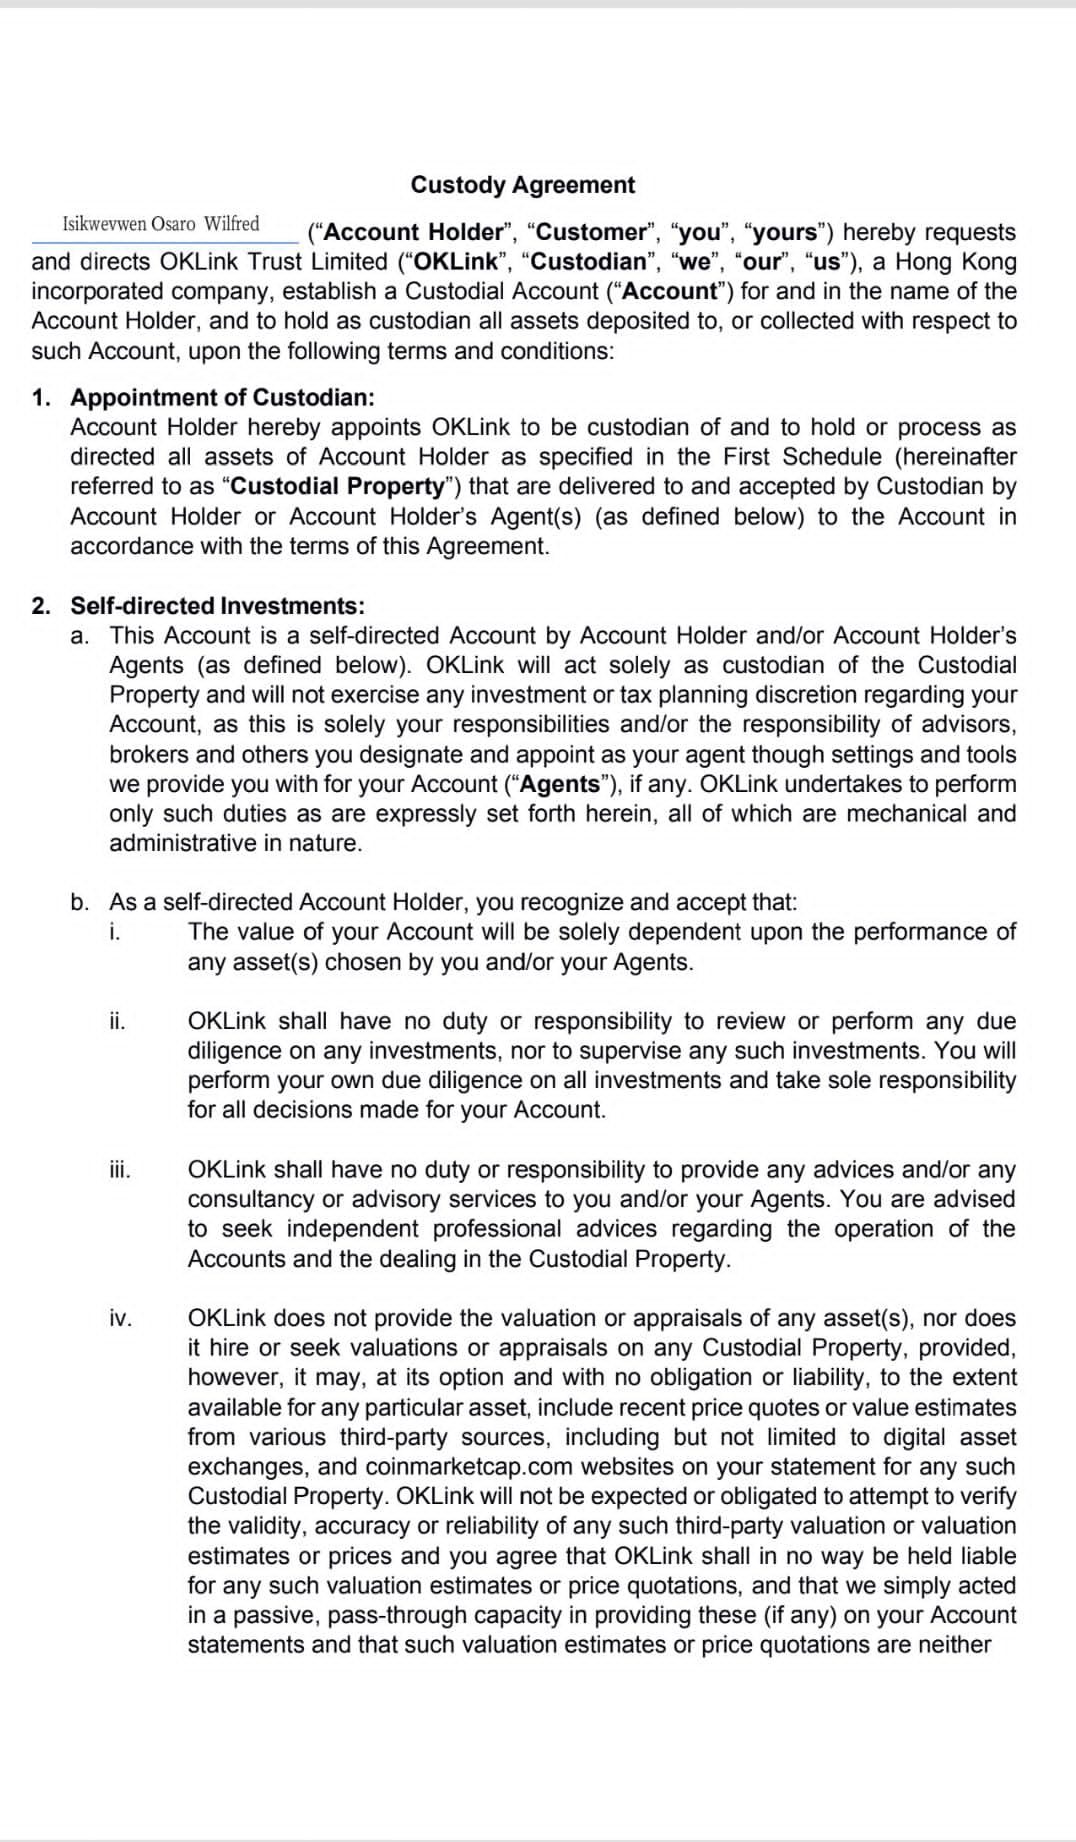 Custody Agreement
Isikwevwen Osaro Wilfred (“Account Holder”, “Customer”, “you”, “yours”) hereby requests
and directs OKLink Trust Limited (“OKLink”, “Custodian”, “we”, “our”, “us”), a Hong Kong
incorporated company, establish a Custodial Account (“Account”) for and in the name of the
Account Holder, and to hold as custodian all assets deposited to, or collected with respect to
such Account, upon the following terms and conditions:
1. Appointment of Custodian:
Account Holder hereby appoints OKLink to be custodian of and to hold or process as
directed all assets of Account Holder as specified in the First Schedule (hereinafter
referred to as “Custodial Property”) that are delivered to and accepted by Custodian by
Account Holder or Account Holder’s Agent(s) (as defined below) to the Account in
accordance with the terms of this Agreement.
2. Self-directed Investments:
a. This Account is a self-directed Account by Account Holder and/or Account Holder’s
Agents (as defined below). OKLink will act solely as custodian of the Custodial
Property and will not exercise any investment or tax planning discretion regarding your
Account, as this is solely your responsibilities and/or the responsibility of advisors,
brokers and others you designate and appoint as your agent though settings and tools
we provide you with for your Account (“Agents”), if any. OKLink undertakes to perform
only such duties as are expressly set forth herein, all of which are mechanical and
administrative in nature.
b. As a self-directed Account Holder, you recognize and accept that:
i. The value of your Account will be solely dependent upon the performance of
any asset(s) chosen by you and/or your Agents.
ii. OKLink shall have no duty or responsibility to review or perform any due
diligence on any investments, nor to supervise any such investments. You will
perform your own due diligence on all investments and take sole responsibility
for all decisions made for your Account.
iii. OKLink shall have no duty or responsibility to provide any advices and/or any
consultancy or advisory services to you and/or your Agents. You are advised
to seek independent professional advices regarding the operation of the
Accounts and the dealing in the Custodial Property.
iv. OKLink does not provide the valuation or appraisals of any asset(s), nor does
it hire or seek valuations or appraisals on any Custodial Property, provided,
however, it may, at its option and with no obligation or liability, to the extent
available for any particular asset, include recent price quotes or value estimates
from various third-party sources, including but not limited to digital asset
exchanges, and coinmarketcap.com websites on your statement for any such
Custodial Property. OKLink will not be expected or obligated to attempt to verify
the validity, accuracy or reliability of any such third-party valuation or valuation
estimates or prices and you agree that OKLink shall in no way be held liable
for any such valuation estimates or price quotations, and that we simply acted
in a passive, pass-through capacity in providing these (if any) on your Account
statements and that such valuation estimates or price quotations are neither